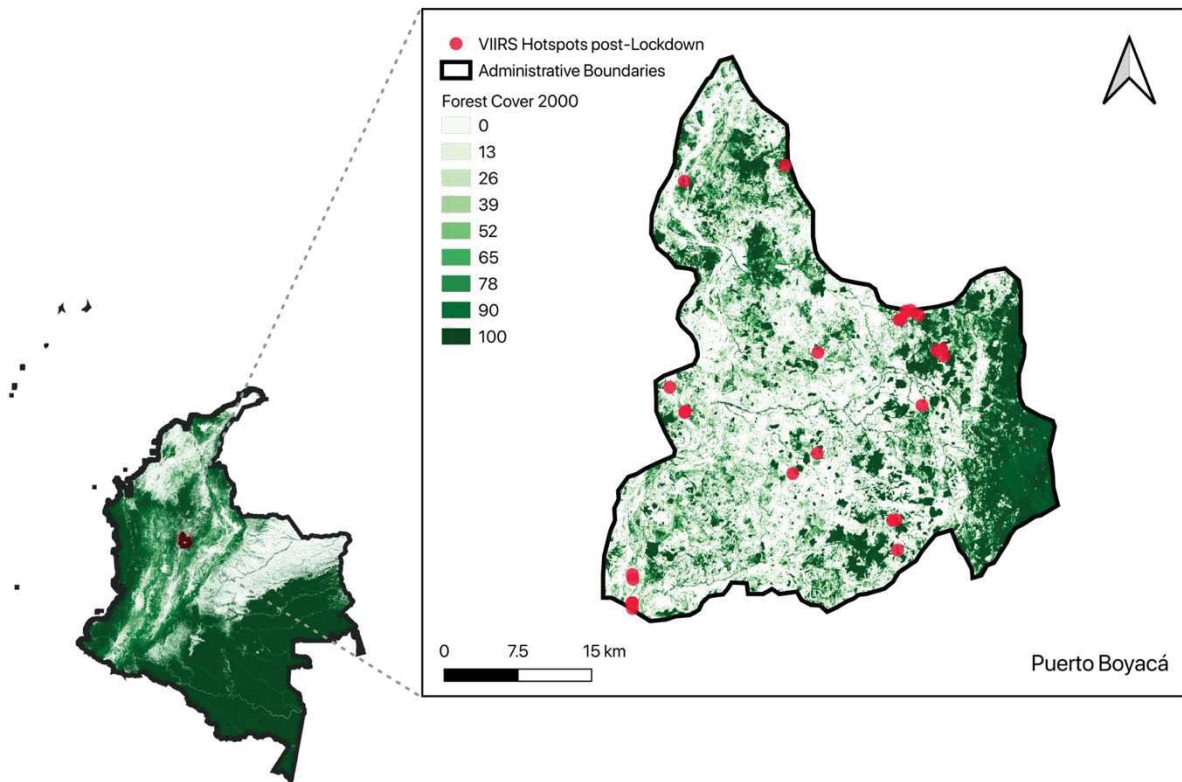 VIIRS Hotspots post-Lockdown
Administrative Boundaries
Forest Cover 2000
0
13
26
39
52
65
78
90
100
0 7.5 15 km
Puerto Boyacá